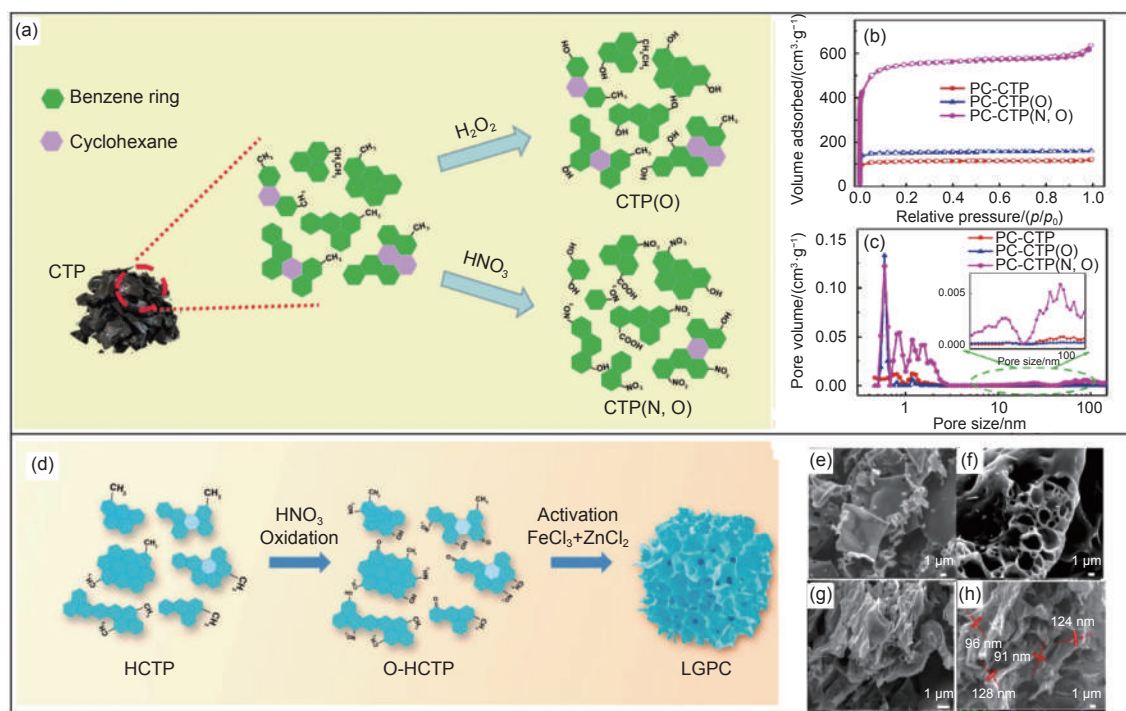 (a)
Benzene ring
Cyclohexane
CTP
H2O2
HNO3
CTP(O)
CTP(N, O)
(b)
Volume adsorbed/(cm3·g-1)
600
400
200
100
0
PC-CTP
PC-CTP(O)
PC-CTP(N, O)
0.0 0.2 0.4 0.6 0.8 1.0
Relative pressure/(p/p0)
(c)
Pore volume/(cm3·g-1)
0.15
0.10
0.05
0.00
PC-CTP
PC-CTP(O)
PC-CTP(N, O)
0.005
0.000
100
Pore size/nm
1 10 100
Pore size/nm
(d)
HNO3
Oxidation
Activation
FeCl3+ZnCl2
HCTP
O-HCTP
LGPC
(e)
1 μm
(f)
1 μm
(g)
1 μm
(h)
124 nm
96 nm
91 nm
128 nm
1 μm